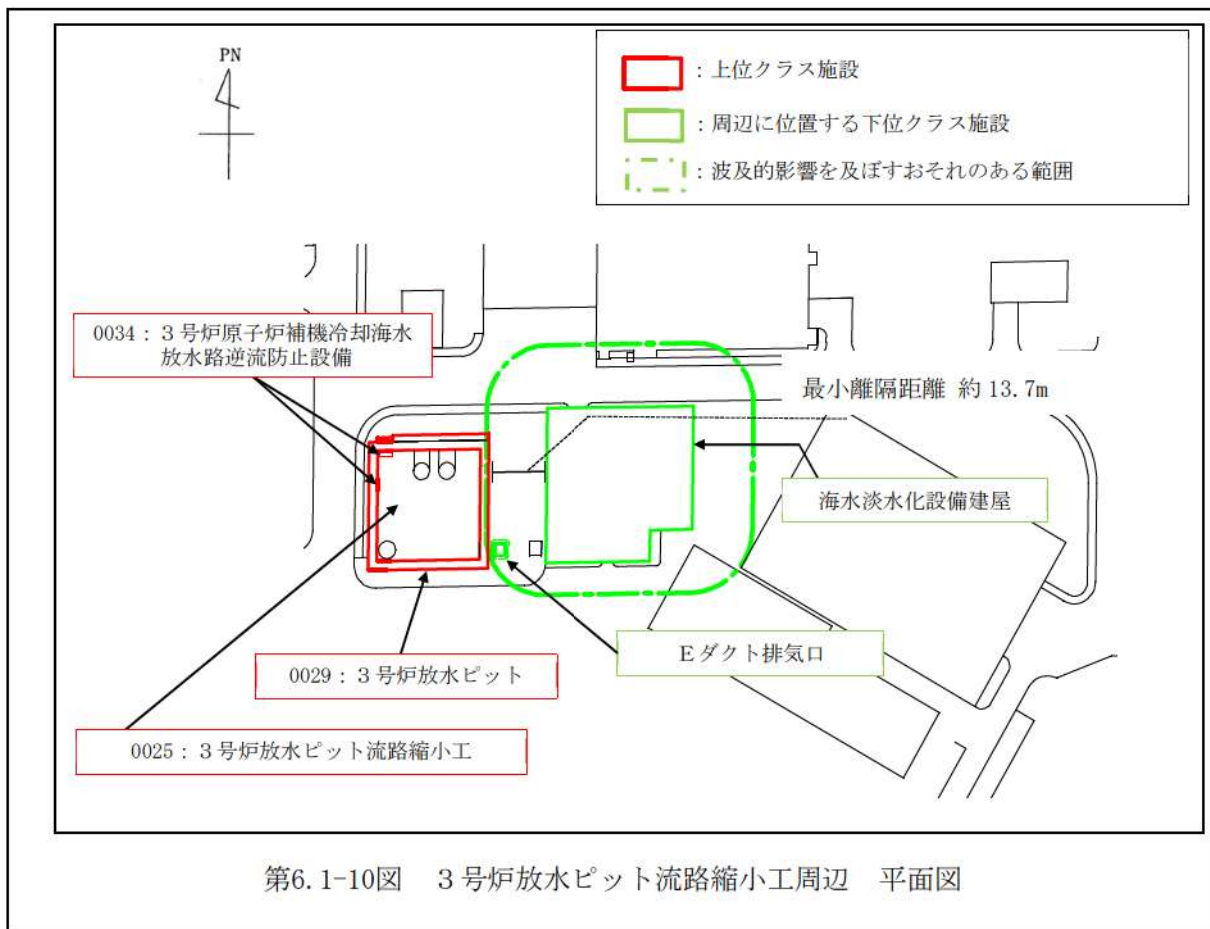 PN
：上位クラス施設
：周辺に位置する下位クラス施設
：波及的影響を及ぼすおそれのある範囲
0034：３号炉原子炉補機冷却海水
放水路逆流防止設備
最小離隔距離 約 13.7m
海水淡水化設備建屋
Ｅダクト排気口
0029：３号炉放水ピット
0025：３号炉放水ピット流路縮小工
第6.1-10図　３号炉放水ピット流路縮小工周辺　平面図